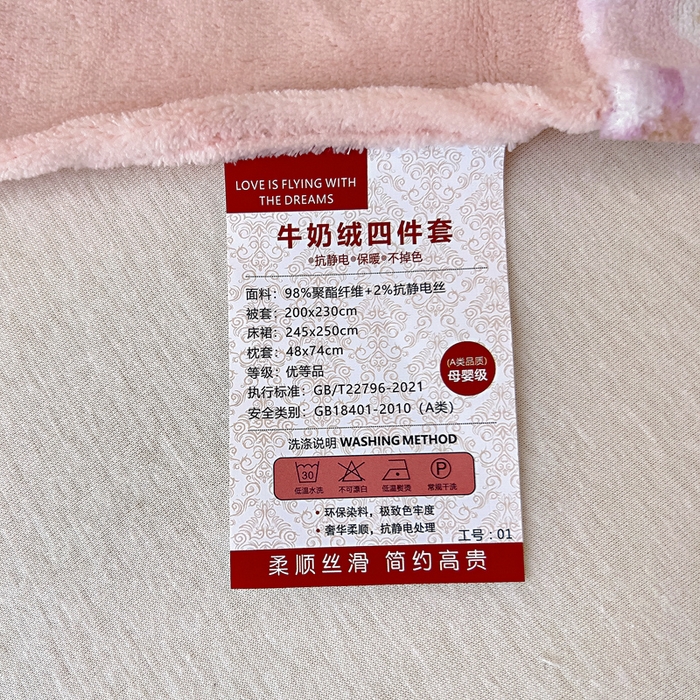 LOVE IS FLYING WITH
THE DREAMS
牛奶绒四件套
•抗静电•保暖•不掉色
面料：98%聚酯纤维+2%抗静电丝
被套：200x230cm
床裙：245x250cm
枕套：48x74cm
等级：优等品
执行标准：GB/T22796-2021
安全类别：GB18401-2010（A类）
(A类品质)
母婴级
洗涤说明 WASHING METHOD
30
P
低温水洗 不可漂白 低温熨烫 常规干洗
•环保染料，极致色牢度
•奢华柔顺，抗静电处理
工号：01
柔顺丝滑 简约高贵